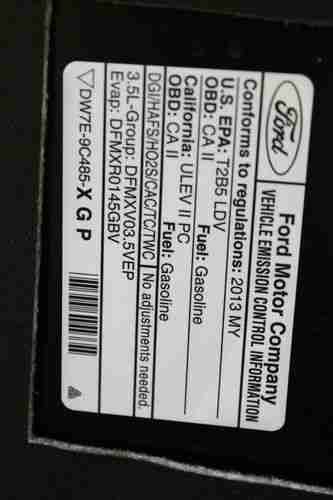 Ford
Ford Motor Company
VEHICLE EMISSION CONTROL INFORMATION
Conforms to regulations: 2013 MY
U.S. EPA: T2B5 LDV
OBD: CA II Fuel: Gasoline
California: ULEV II PC
OBD: CA II Fuel: Gasoline
DGI/HAFS/HO2S/CAC/TC/TWC No adjustments needed.
3.5L-Group: DFMXV03.5VEP
Evap: DFMXR0145GBV
DW7E-9C485-X G P